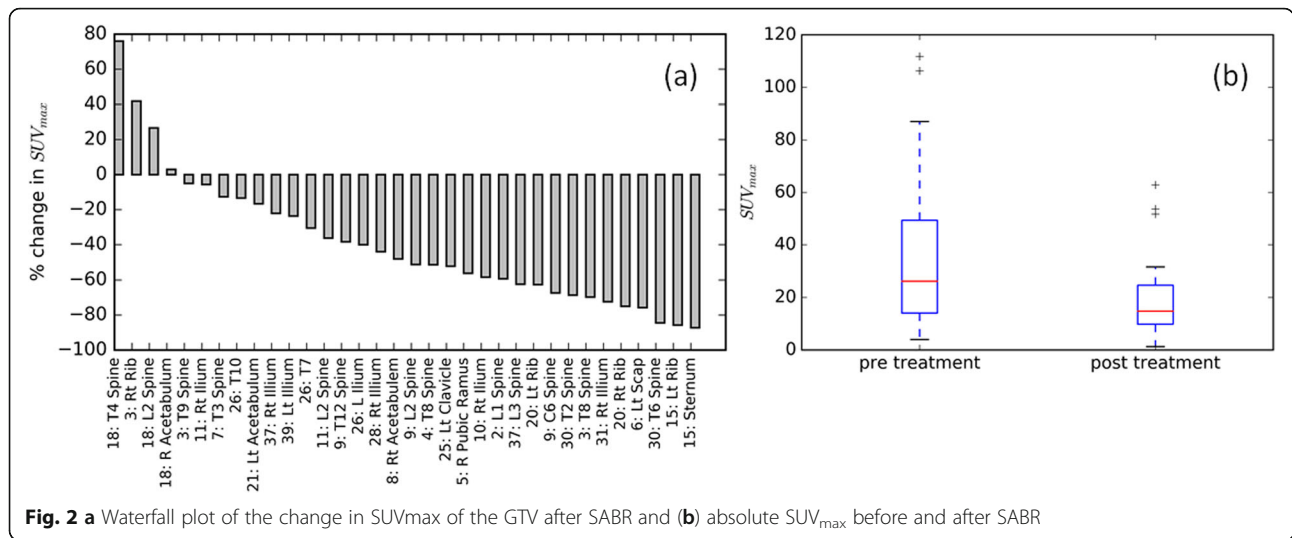 80
60
40
20
0
−20
−40
−60
−80
−100
% change in SUVmax
(a)
18: T4 Spine
3: Rt Rib
18: L2 Spine
18: R Acetabulum
3: T9 Spine
11: Rt Illium
7: T3 Spine
26: T10
21: Lt Acetabulum
37: Rt Illium
39: Lt Illium
26: T7
11: L2 Spine
9: T12 Spine
26: L Illium
28: Rt Illium
8: Rt Acetabulem
9: L2 Spine
4: T8 Spine
25: Lt Clavicle
5: R Pubic Ramus
10: Rt Illium
2: L1 Spine
37: L3 Spine
20: Lt Rib
9: C6 Spine
30: T2 Spine
3: T8 Spine
31: Rt Illium
20: Rt Rib
6: Lt Scap
30: T6 Spine
15: Lt Rib
15: Sternum
120
100
80
60
40
20
0
SUVmax
(b)
pre treatment
post treatment
Fig. 2 a Waterfall plot of the change in SUVmax of the GTV after SABR and (b) absolute SUVmax before and after SABR